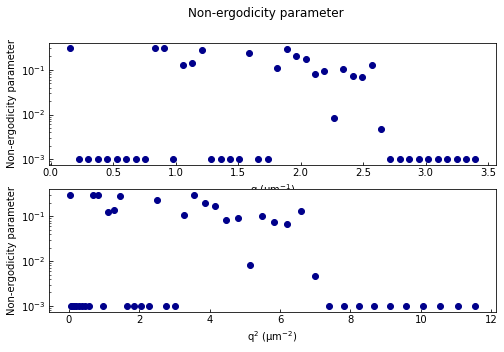 Non-ergodicity parameter
Non-ergodicity parameter
10⁻¹
10⁻²
10⁻³
0.0 0.5 1.0 1.5 2.0 2.5 3.0 3.5
q (μm⁻¹)
Non-ergodicity parameter
10⁻¹
10⁻²
10⁻³
0 2 4 6 8 10 12
q² (μm⁻²)